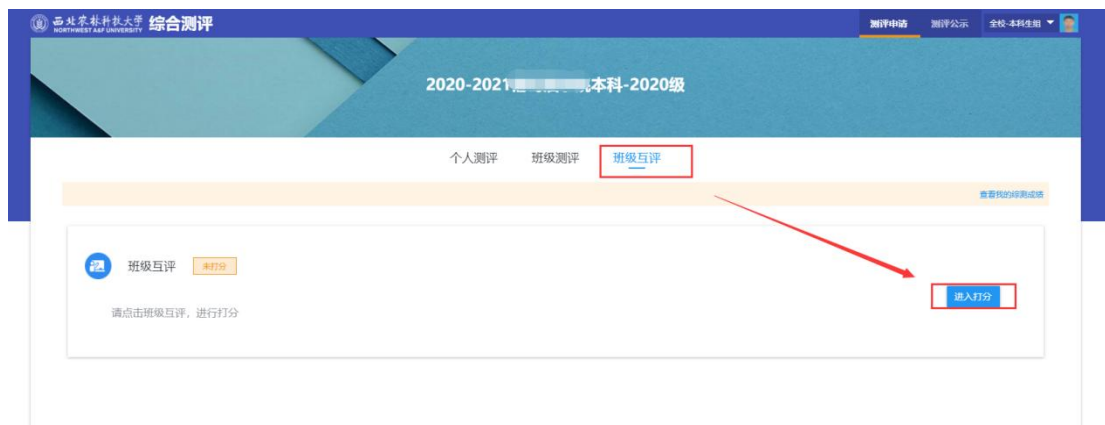 西北农林科技大学 综合测评
NORTHWEST A&F UNIVERSITY
测评申请 测评公示 全校-本科生组
2020-2021 本科-2020级
个人测评 班级测评 班级互评
查看我的综测成绩
班级互评 未打分
进入打分
请点击班级互评，进行打分